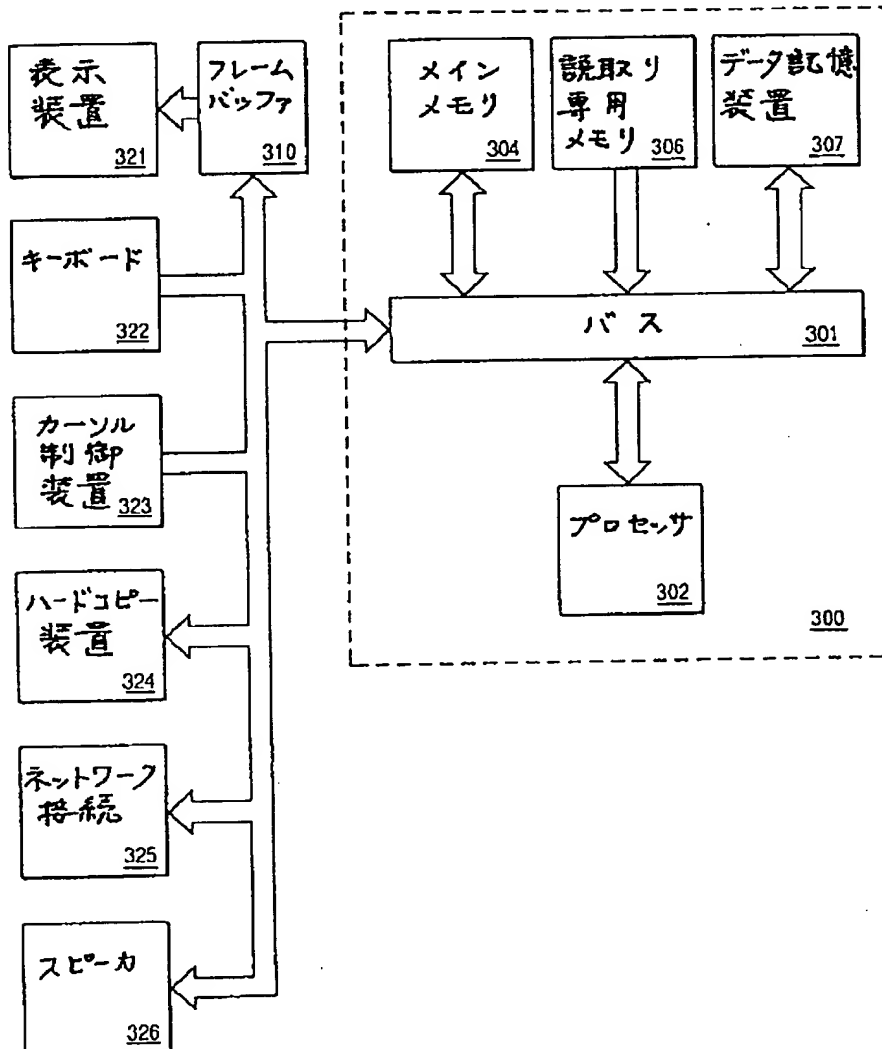 表示
装置
321
フレーム
バッファ
310
メイン
メモリ
304
読取り
専用
メモリ
306
データ記憶
装置
307
キーボード
322
バス
301
カーソル
制御
装置
323
プロセッサ
302
300
ハードコピー
装置
324
ネットワーク
接続
325
スピーカ
326